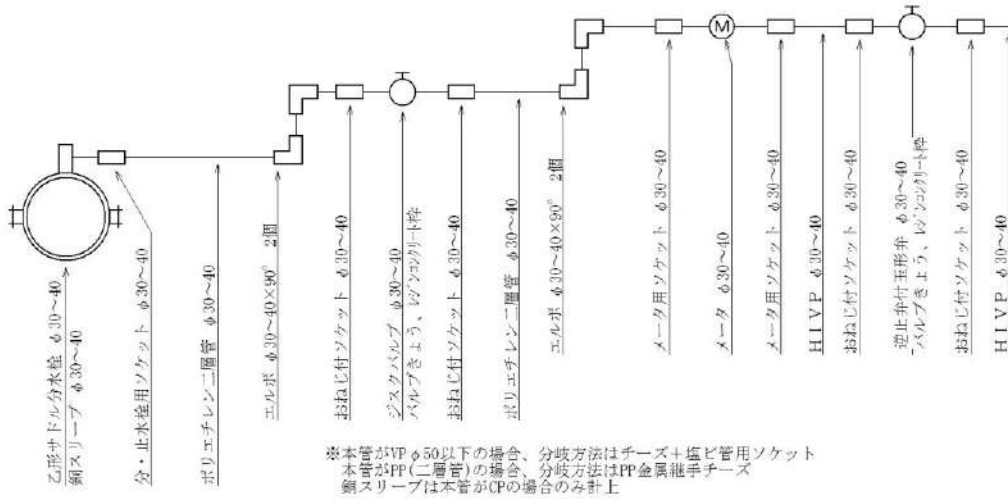 乙形サドル分水栓 φ30～40
銅スリーブ φ30～40
分・止水栓用ソケット φ30～40
ポリエチレン二層管 φ30～40
エルボ φ30～40×90° 2個
おねじ付ソケット φ30～40
ジスクバルブ φ30～40
バルブきょう、レジンコンクリート枠
おねじ付ソケット φ30～40
ポリエチレン二層管 φ30～40
エルボ φ30～40×90° 2個
メータ用ソケット φ30～40
M
メータ φ30～40
メータ用ソケット φ30～40
HIVP φ30～40
おねじ付ソケット φ30～40
逆止弁付玉形弁 φ30～40
バルブきょう、レジンコンクリート枠
おねじ付ソケット φ30～40
HIVP φ30～40
※本管がVPφ50以下の場合、分岐方法はチーズ＋塩ビ管用ソケット
本管がPP(二層管)の場合、分岐方法はPP金属継手チーズ
銅スリーブは本管がCPの場合のみ計上